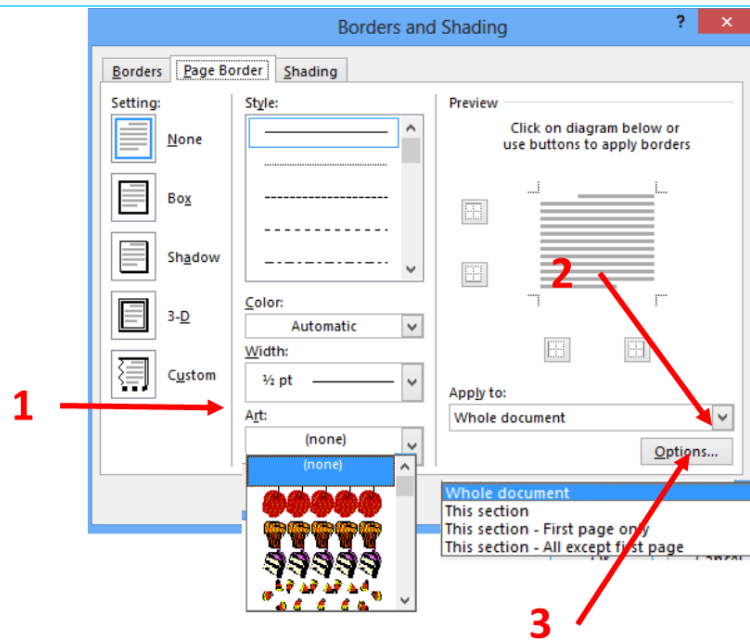 Borders and Shading
?
Borders Page Border Shading
Setting:
None
Box
Shadow
3-D
Custom
Style:
Color:
Automatic
Width:
½ pt
Art:
(none)
(none)
Preview
Click on diagram below or
use buttons to apply borders
Apply to:
Whole document
Options...
Whole document
This section
This section - First page only
This section - All except first page
Cancel
1
2
3